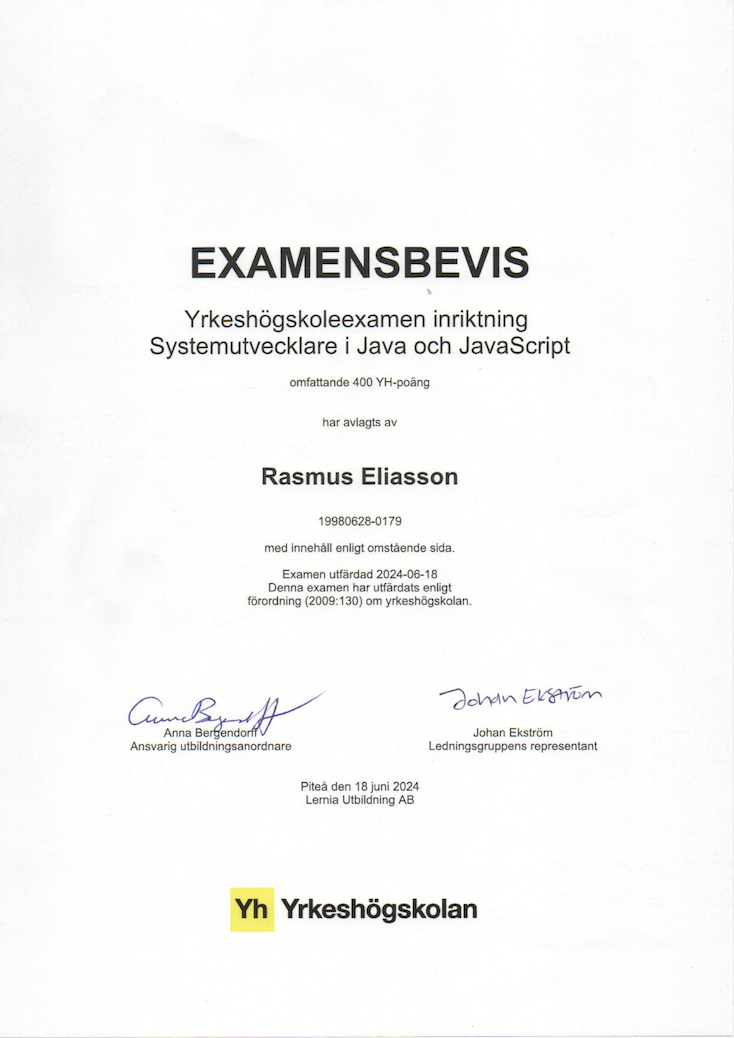 EXAMENSBEVIS
Yrkeshögskoleexamen inriktning
Systemutvecklare i Java och JavaScript
omfattande 400 YH-poäng
har avlagts av
Rasmus Eliasson
19980628-0179
med innehåll enligt omstående sida.
Examen utfärdad 2024-06-18
Denna examen har utfärdats enligt
förordning (2009:130) om yrkeshögskolan.
Johan Ekström
Anna Bergendorff
Ansvarig utbildningsanordnare
Johan Ekström
Ledningsgruppens representant
Piteå den 18 juni 2024
Lernia Utbildning AB
Yh Yrkeshögskolan